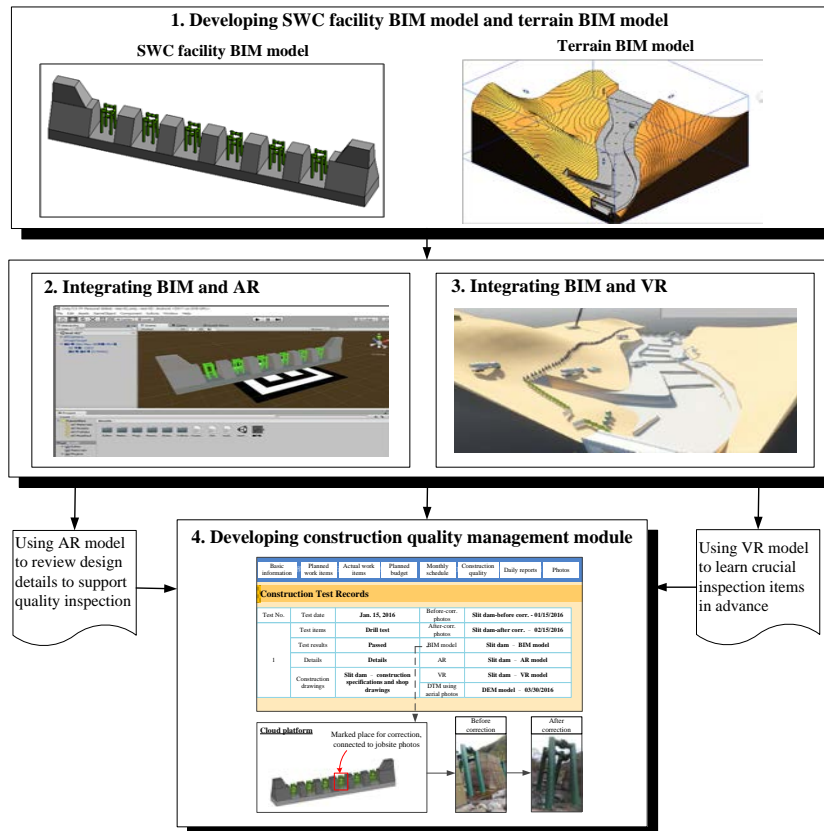 1. Developing SWC facility BIM model and terrain BIM model
SWC facility BIM model
Terrain BIM model
2. Integrating BIM and AR
3. Integrating BIM and VR
Using AR model
to review design
details to support
quality inspection
4. Developing construction quality management module
Using VR model
to learn crucial
inspection items
in advance
Basic information
Planned work items
Actual work items
Planned budget
Monthly schedule
Construction quality
Daily reports
Photos
Construction Test Records
Test No. Test date Jan. 15, 2016 Before-corr. photos Slit dam-before corr. - 01/15/2016
Test items Drill test After-corr. photos Slit dam-after corr. – 02/15/2016
Test results Passed BIM model Slit dam – BIM model
1 Details Details AR Slit dam – AR model
Construction drawings Slit dam – construction specifications and shop drawings VR Slit dam – VR model
DTM using aerial photos DEM model – 03/30/2016
Cloud platform
Marked place for correction,
connected to jobsite photos
Before
correction
After
correction